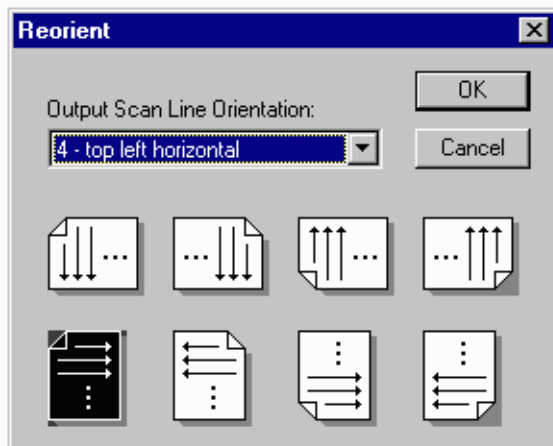 Reorient
OK
Output Scan Line Orientation:
4 - top left horizontal
Cancel